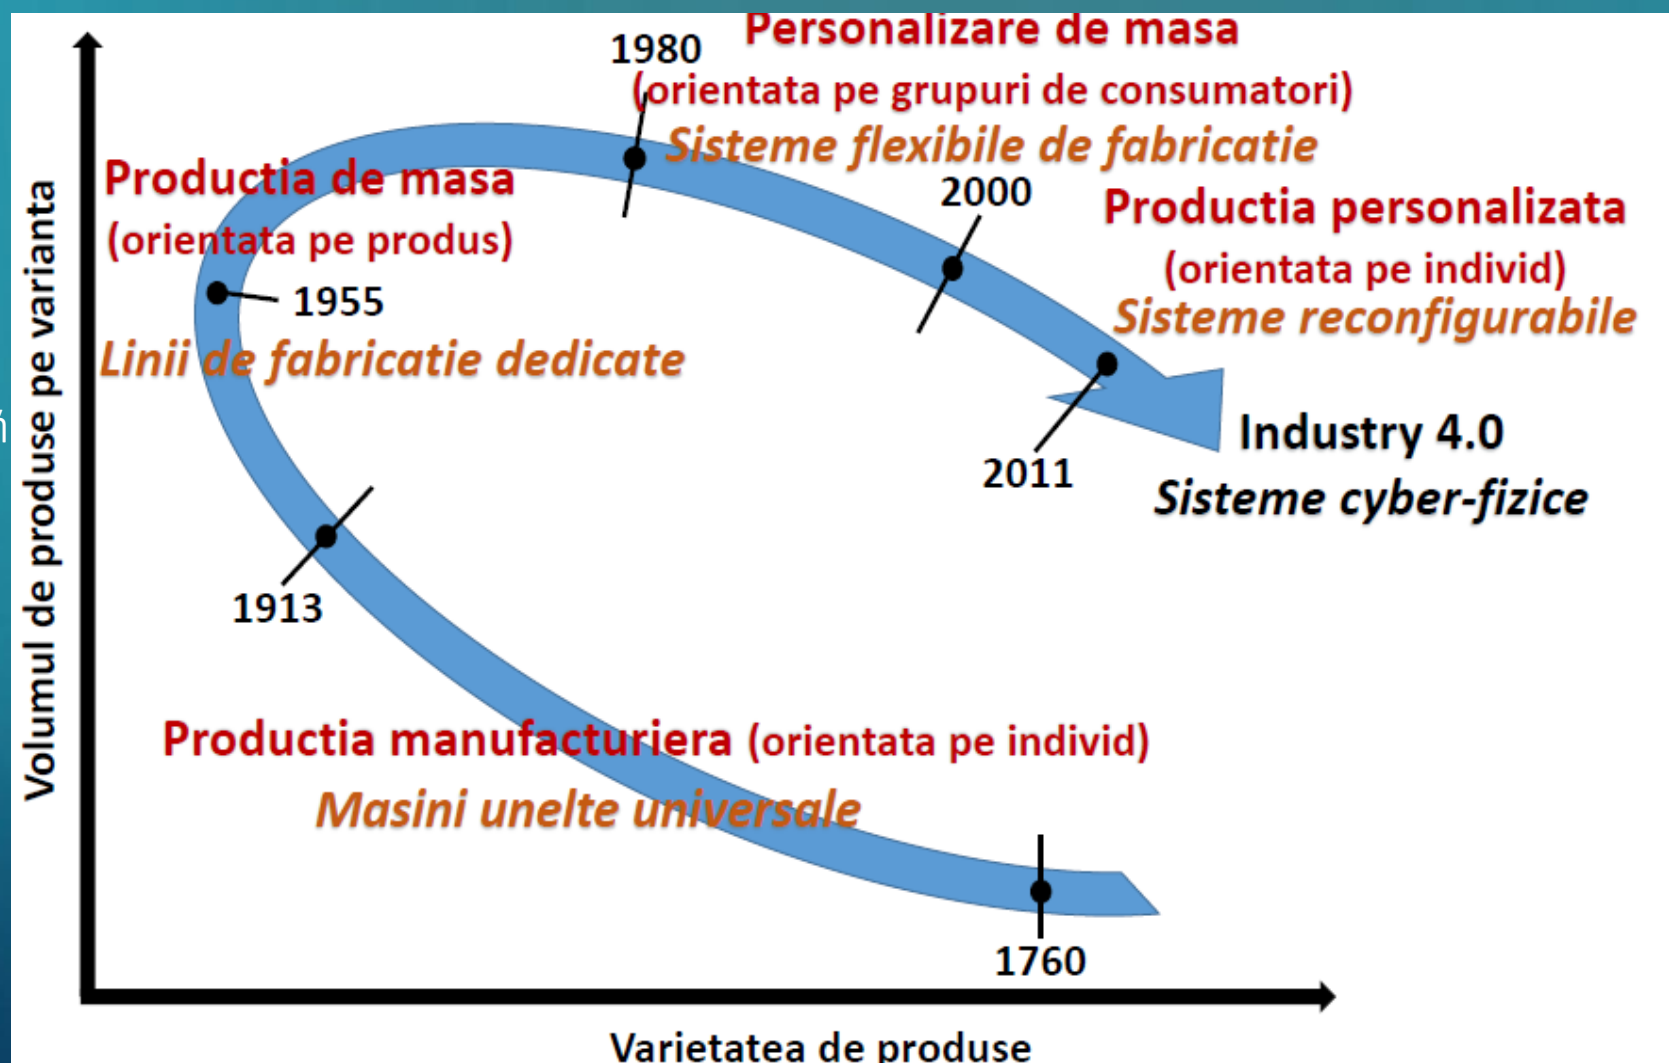 Personalizare de masa
1980
(orientata pe grupuri de consumatori)
Sisteme flexibile de fabricatie
Productia de masa
2000
Productia personalizata
(orientata pe produs)
(orientata pe individ)
1955
Sisteme reconfigurabile
Linii de fabricatie dedicate
Industry 4.0
2011
Sisteme cyber-fizice
1913
Volumul de produse pe varianta
Productia manufacturiera (orientata pe individ)
Masini unelte universale
1760
Varietatea de produse